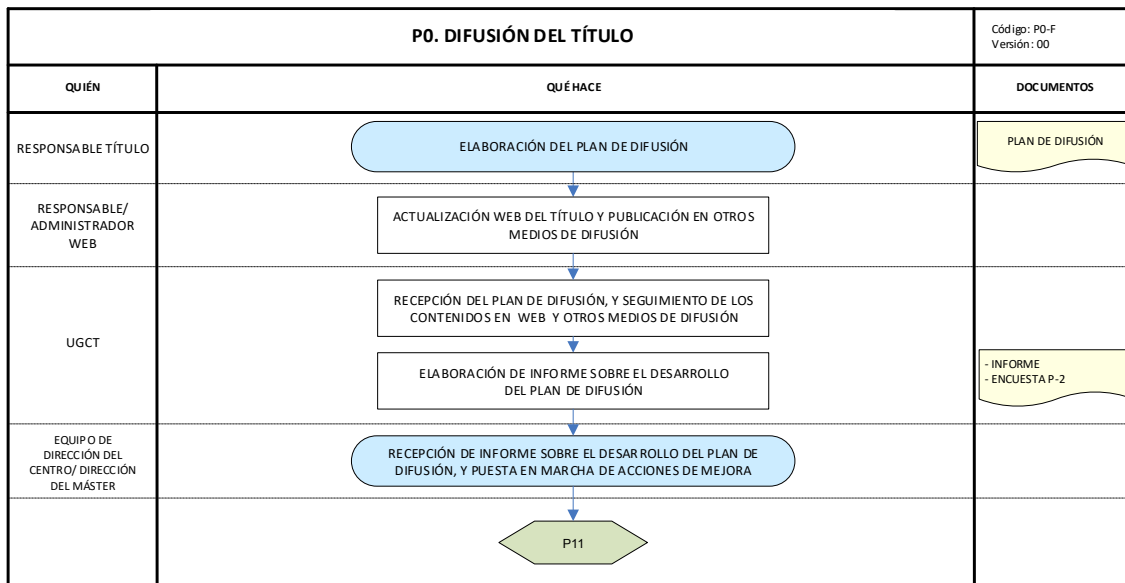 P0. DIFUSIÓN DEL TÍTULO
Código: P0-F
Versión: 00
QUIÉN
QUÉ HACE
DOCUMENTOS
RESPONSABLE TÍTULO
ELABORACIÓN DEL PLAN DE DIFUSIÓN
PLAN DE DIFUSIÓN
RESPONSABLE/
ADMINISTRADOR
WEB
ACTUALIZACIÓN WEB DEL TÍTULO Y PUBLICACIÓN EN OTROS
MEDIOS DE DIFUSIÓN
UGCT
RECEPCIÓN DEL PLAN DE DIFUSIÓN, Y SEGUIMIENTO DE LOS
CONTENIDOS EN WEB Y OTROS MEDIOS DE DIFUSIÓN
ELABORACIÓN DE INFORME SOBRE EL DESARROLLO
DEL PLAN DE DIFUSIÓN
- INFORME
- ENCUESTA P-2
EQUIPO DE
DIRECCIÓN DEL
CENTRO/ DIRECCIÓN
DEL MÁSTER
RECEPCIÓN DE INFORME SOBRE EL DESARROLLO DEL PLAN DE
DIFUSIÓN, Y PUESTA EN MARCHA DE ACCIONES DE MEJORA
P11